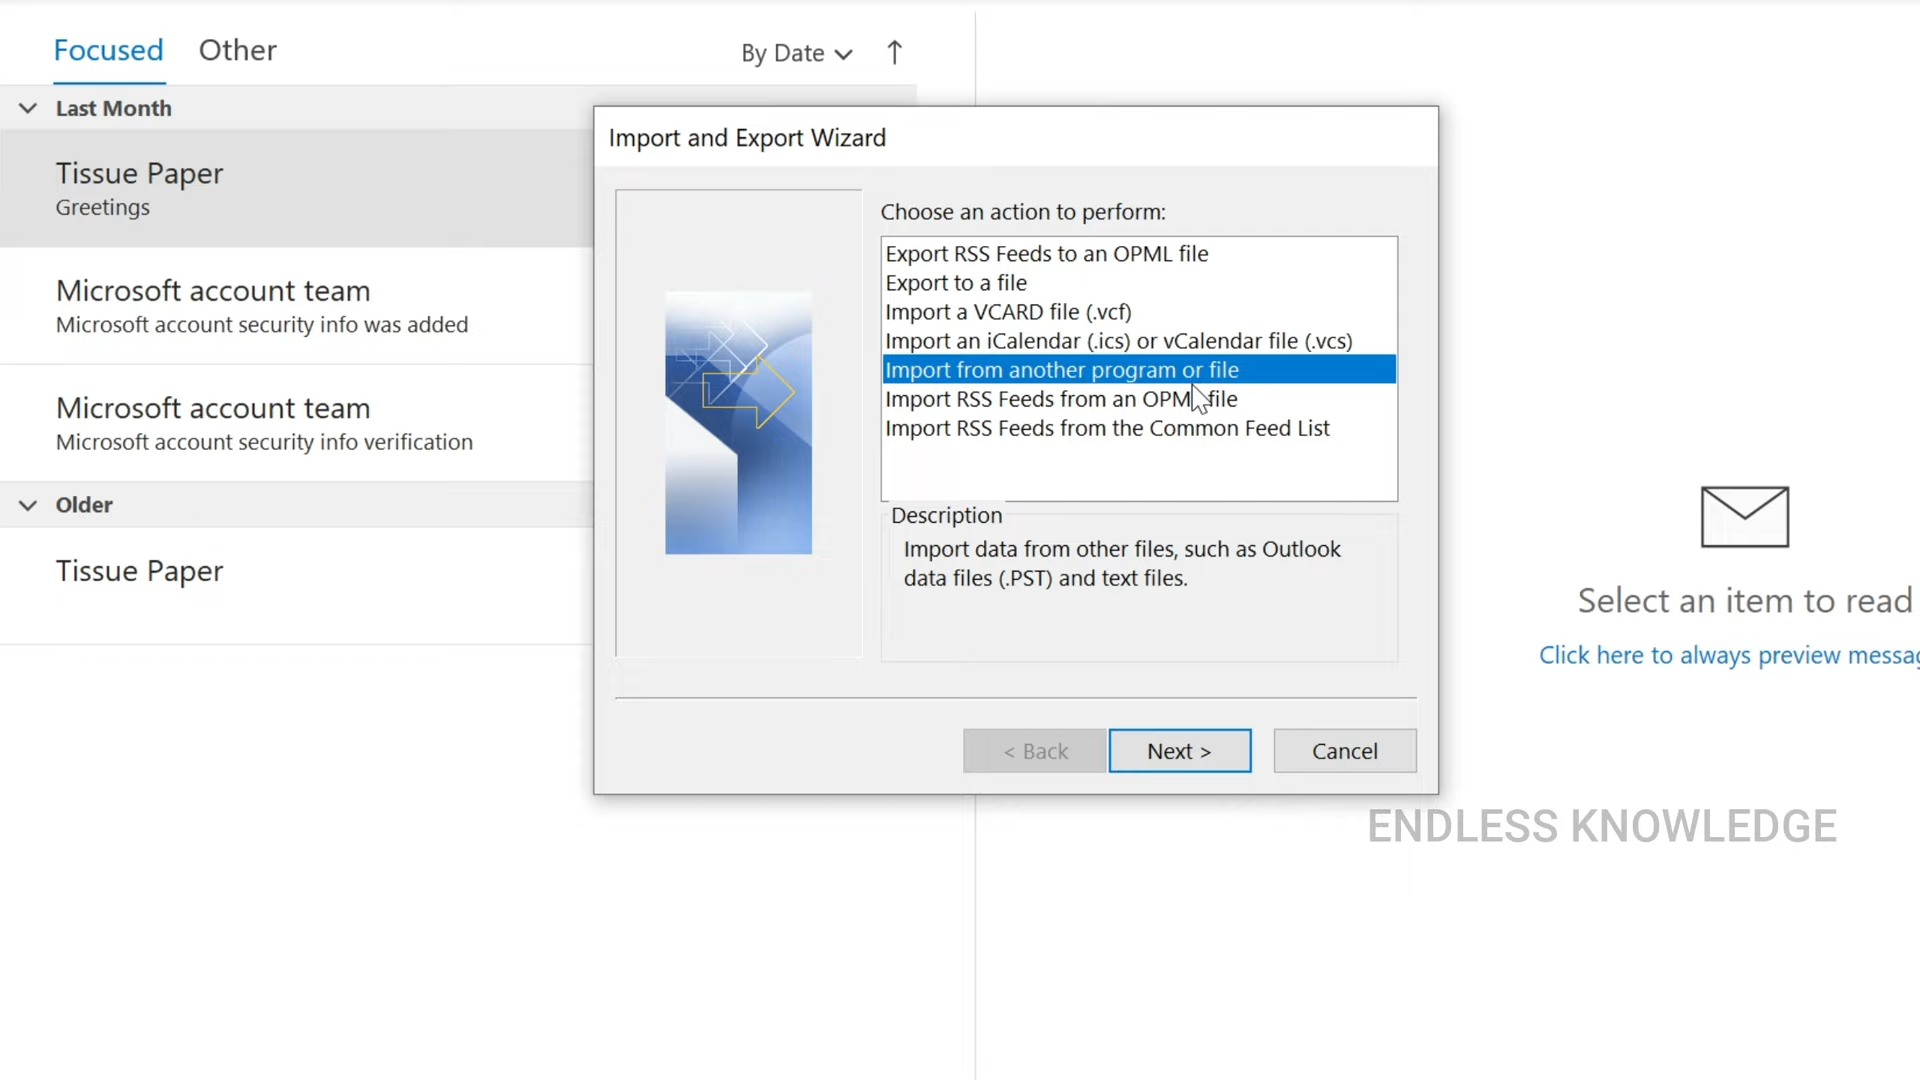 Focused Other By Date
Last Month
Tissue Paper
Greetings
Microsoft account team
Microsoft account security info was added
Microsoft account team
Microsoft account security info verification
Older
Tissue Paper
Import and Export Wizard
Choose an action to perform:
Export RSS Feeds to an OPML file
Export to a file
Import a VCARD file (.vcf)
Import an iCalendar (.ics) or vCalendar file (.vcs)
Import from another program or file
Import RSS Feeds from an OPML file
Import RSS Feeds from the Common Feed List
Description
Import data from other files, such as Outlook
data files (.PST) and text files.
< Back Next > Cancel
Select an item to read
Click here to always preview messag
ENDLESS KNOWLEDGE